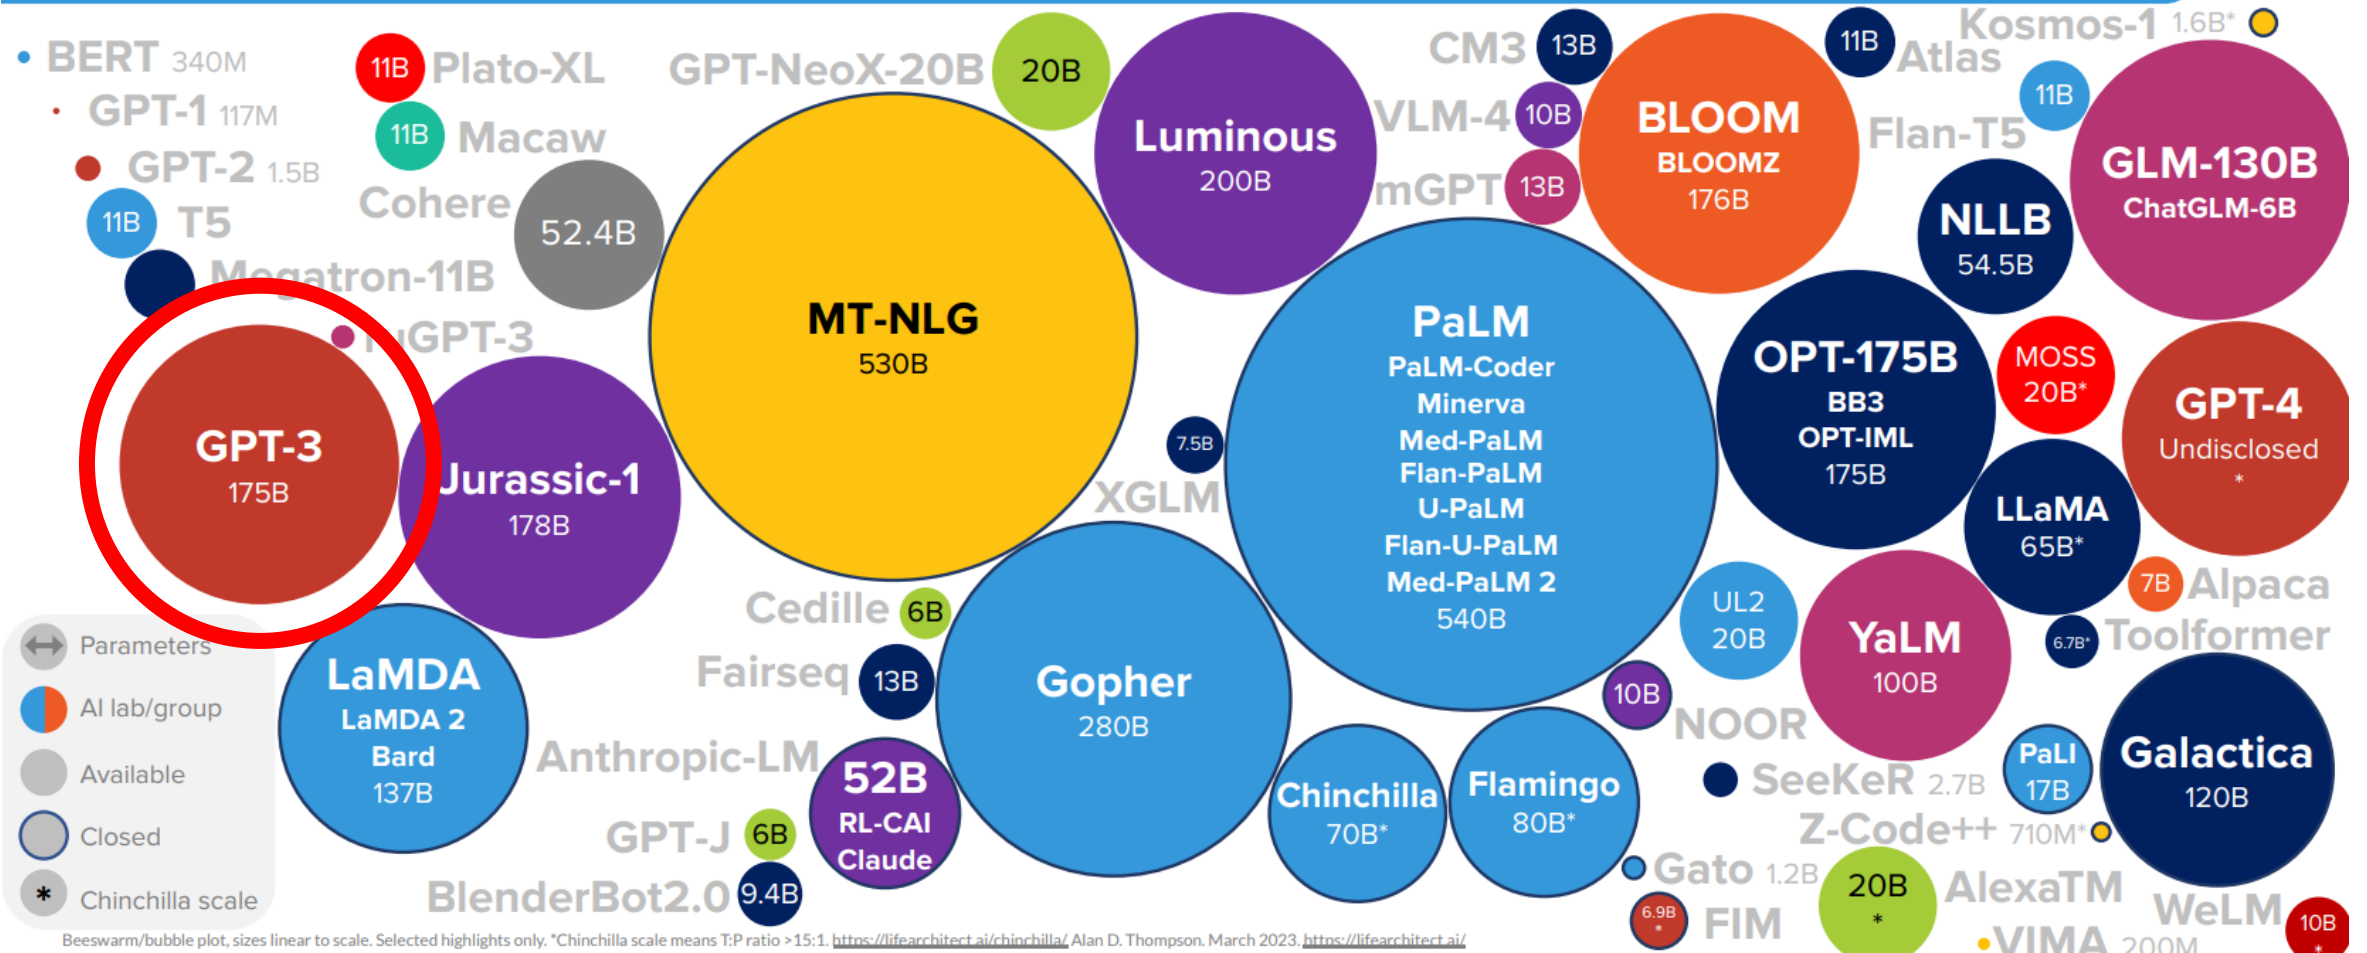 BERT 340M
GPT-1 117M
GPT-2 1.5B
11B T5
Megatron-11B
ruGPT-3
GPT-3
175B
11B Plato-XL
11B Macaw
Cohere 52.4B
Jurassic-1
178B
LaMDA
LaMDA 2
Bard
137B
GPT-NeoX-20B 20B
MT-NLG
530B
Luminous
200B
CM3 13B
VLM-4 10B
mGPT 13B
BLOOM
BLOOMZ
176B
11B Atlas
Kosmos-1 1.6B*
11B
Flan-T5
GLM-130B
ChatGLM-6B
NLLB
54.5B
PaLM
PaLM-Coder
Minerva
Med-PaLM
Flan-PaLM
U-PaLM
Flan-U-PaLM
Med-PaLM 2
540B
7.5B
XGLM
OPT-175B
BB3
OPT-IML
175B
MOSS
20B*
GPT-4
Undisclosed
*
LLaMA
65B*
7B Alpaca
6.7B* Toolformer
UL2
20B
YaLM
100B
Cedille 6B
Fairseq 13B
Anthropic-LM
52B
RL-CAI
Claude
GPT-J 6B
BlenderBot2.0 9.4B
Gopher
280B
Chinchilla
70B*
Flamingo
80B*
10B
NOOR
SeeKeR 2.7B
PaLI
17B
Galactica
120B
Z-Code++ 710M*
Gato 1.2B
6.9B
*
FIM
20B
*
AlexaTM
WeLM
10B
*
VIMA 200M
Parameters
AI lab/group
Available
Closed
* Chinchilla scale
Beeswarm/bubble plot, sizes linear to scale. Selected highlights only. *Chinchilla scale means T:P ratio >15:1. https://lifearchitect.ai/chinchilla/ Alan D. Thompson. March 2023. https://lifearchitect.ai/